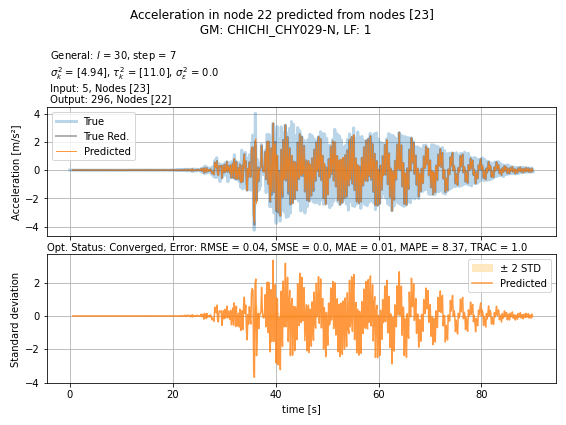 Acceleration in node 22 predicted from nodes [23]
GM: CHICHI_CHY029-N, LF: 1
General: l = 30, step = 7
σ²ₖ = [4.94], τ²ₖ = [11.0], σ²_ε = 0.0
Input: 5, Nodes [23]
Output: 296, Nodes [22]
Acceleration [m/s²]
4
2
0
−2
−4
True
True Red.
Predicted
Opt. Status: Converged, Error: RMSE = 0.04, SMSE = 0.0, MAE = 0.01, MAPE = 8.37, TRAC = 1.0
Standard deviation
2
0
−2
−4
± 2 STD
Predicted
0 20 40 60 80
time [s]